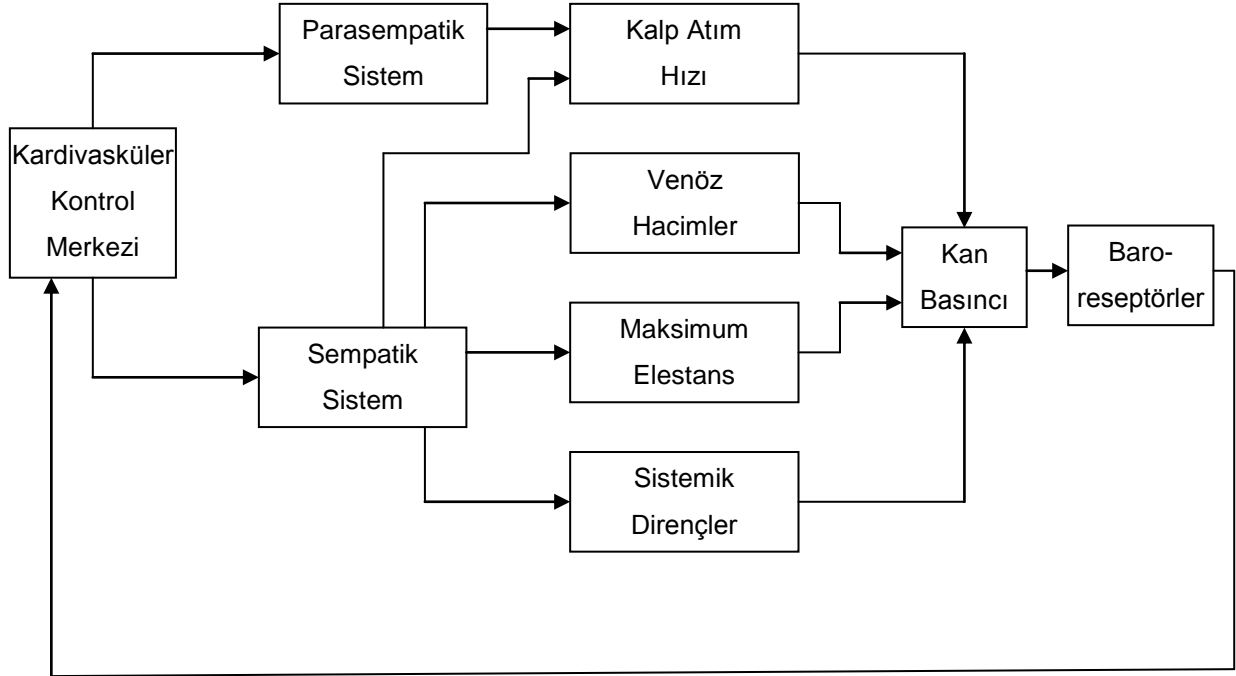 Parasempatik
Sistem
Kalp Atım
Hızı
Kardivasküler
Kontrol
Merkezi
Venöz
Hacimler
Kan
Basıncı
Baro-
reseptörler
Sempatik
Sistem
Maksimum
Elestans
Sistemik
Dirençler